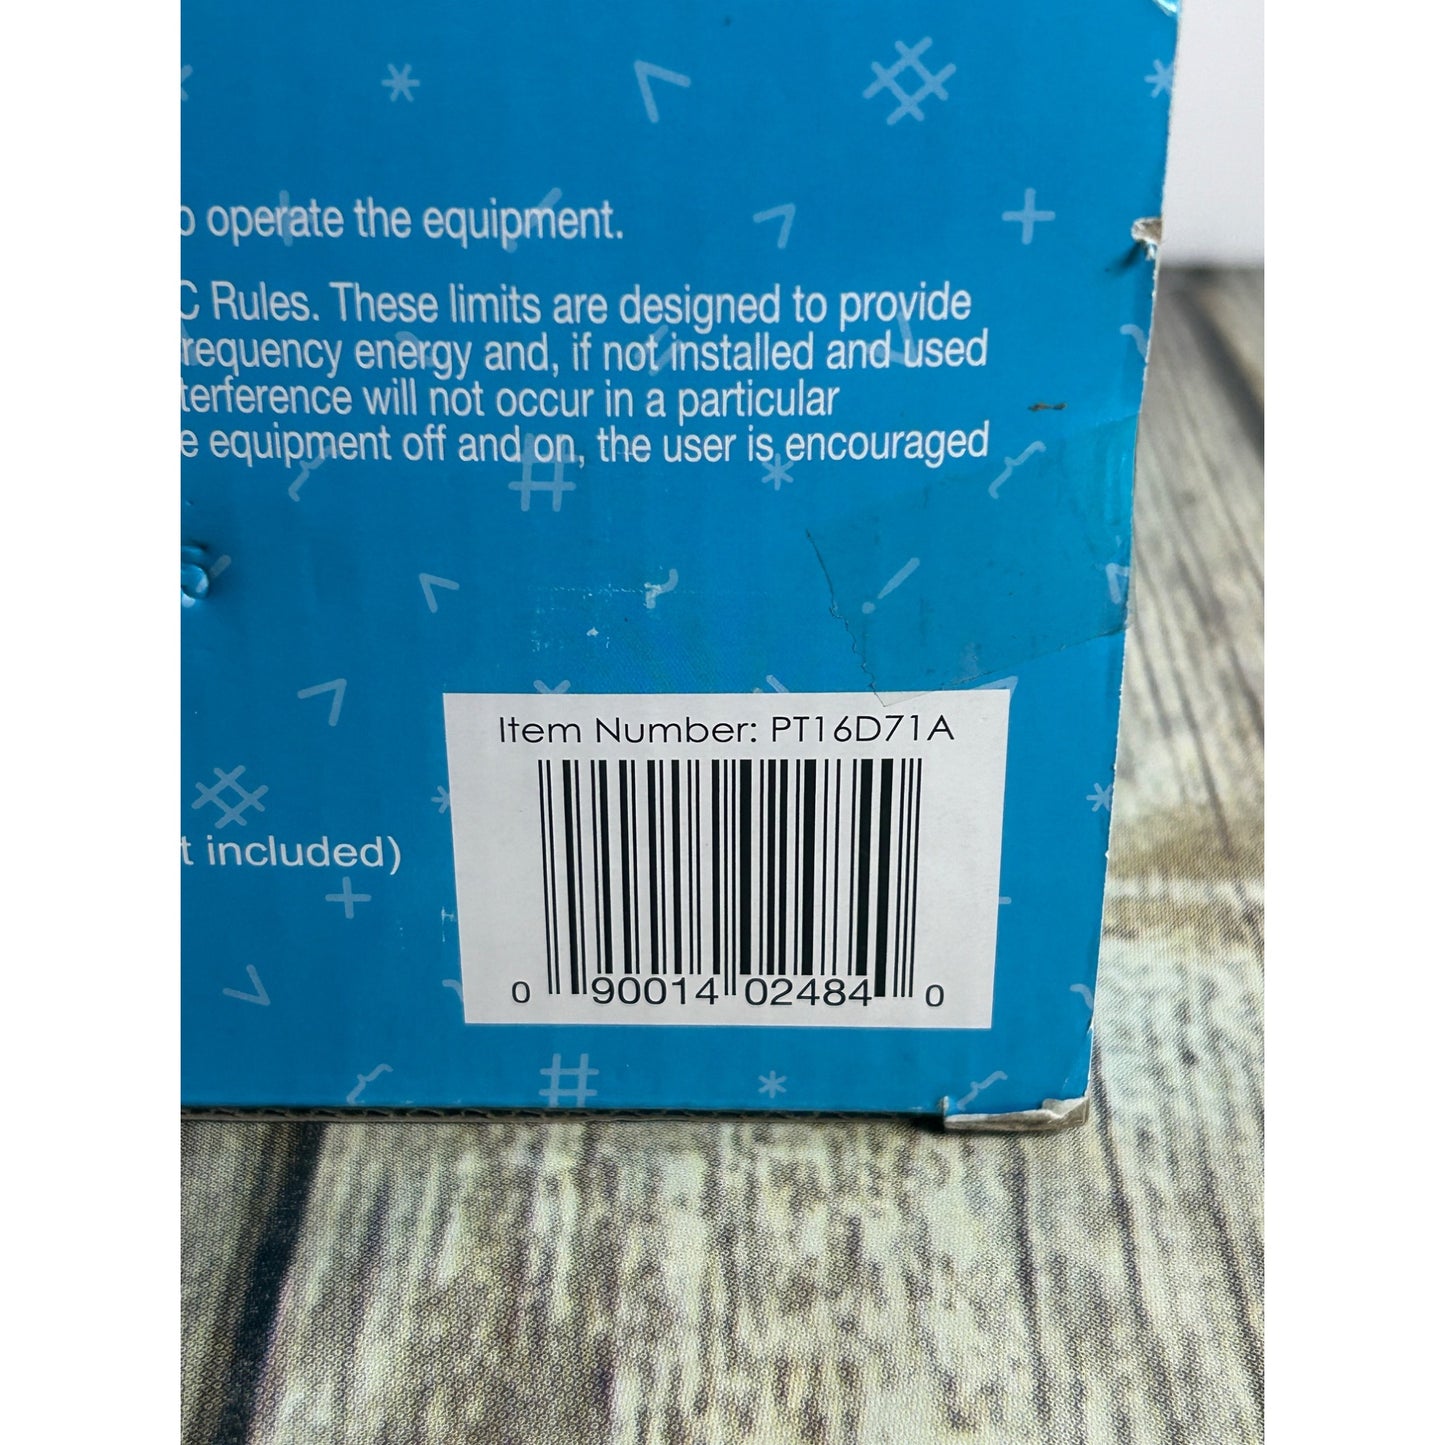 o operate the equipment.
C Rules. These limits are designed to provide
requency energy and, if not installed and used
terference will not occur in a particular
e equipment off and on, the user is encouraged
Item Number: PT16D71A
t included)
0 90014 02484 0